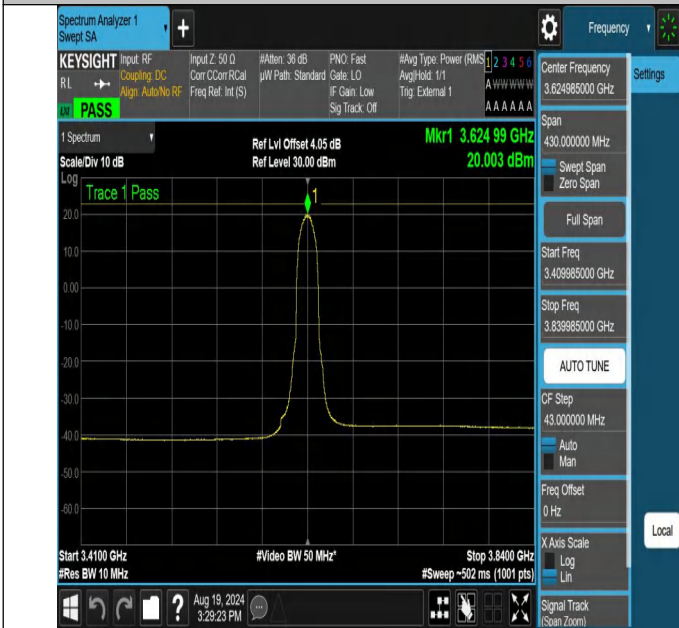 Spectrum Analyzer 1
Swept SA
Frequency
KEYSIGHT
RL
PASS
Input: RF
Coupling: DC
Align: Auto/No RF
Input Z: 50 Ω
Corr CCorr RCal
Freq Ref: Int (S)
#Atten: 36 dB
µW Path: Standard
PNO: Fast
Gate: LO
IF Gain: Low
Sig Track: Off
#Avg Type: Power (RMS
Avg|Hold: 1/1
Trig: External 1
1 2 3 4 5 6
A W W W W W
A A A A A A
Center Frequency
3.624985000 GHz
Settings
Span
430.000000 MHz
Swept Span
Zero Span
Full Span
Start Freq
3.409985000 GHz
Stop Freq
3.839985000 GHz
AUTO TUNE
CF Step
43.000000 MHz
Auto
Man
Freq Offset
0 Hz
X Axis Scale
Log
Lin
Signal Track
(Span Zoom)
Local
1 Spectrum
Scale/Div 10 dB
Ref Lvl Offset 4.05 dB
Ref Level 30.00 dBm
Mkr1 3.624 99 GHz
20.003 dBm
Log
Trace 1 Pass
1
20.0
10.0
0.00
-10.0
-20.0
-30.0
-40.0
-50.0
-60.0
Start 3.4100 GHz
#Res BW 10 MHz
#Video BW 50 MHz*
Stop 3.8400 GHz
#Sweep ~502 ms (1001 pts)
?
Aug 19, 2024
3:29:23 PM